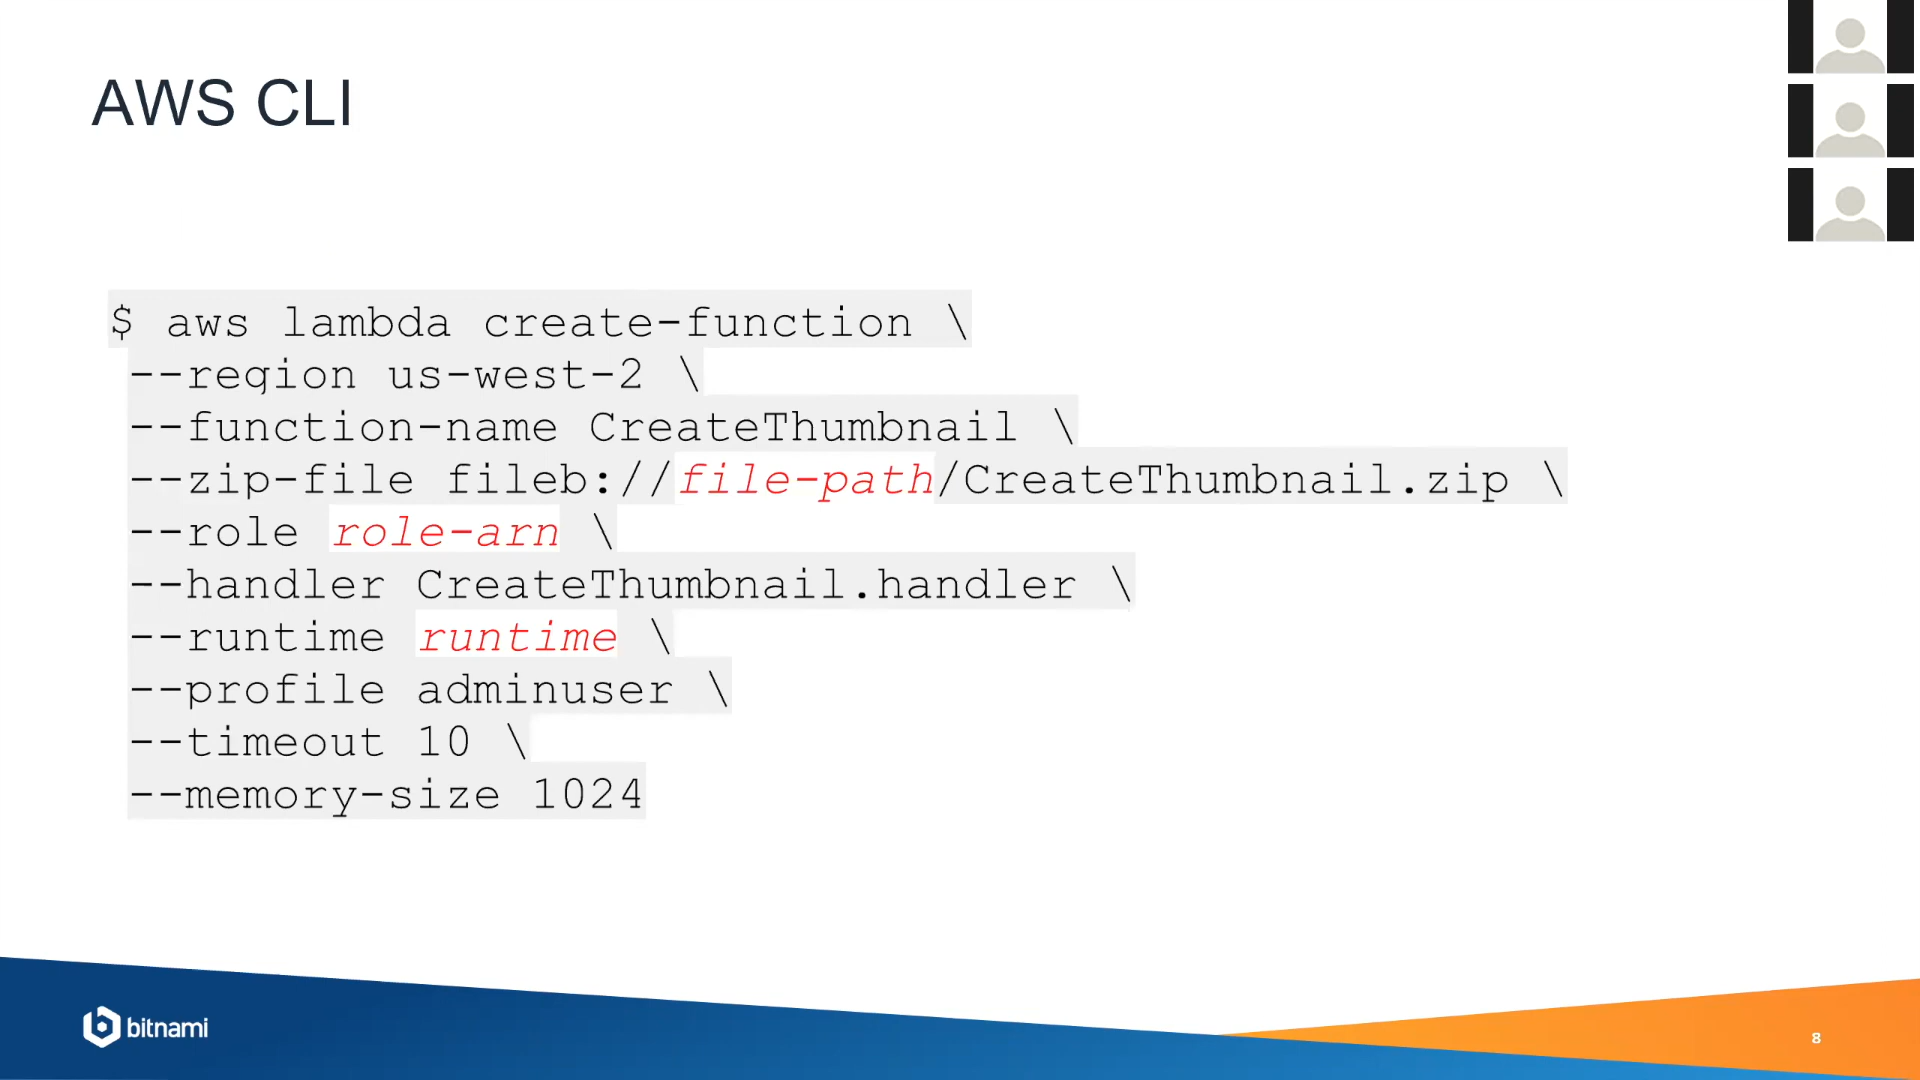 AWS CLI
$ aws lambda create-function \
--region us-west-2 \
--function-name CreateThumbnail \
--zip-file fileb://file-path/CreateThumbnail.zip \
--role role-arn \
--handler CreateThumbnail.handler \
--runtime runtime \
--profile adminuser \
--timeout 10 \
--memory-size 1024
bitnami
8